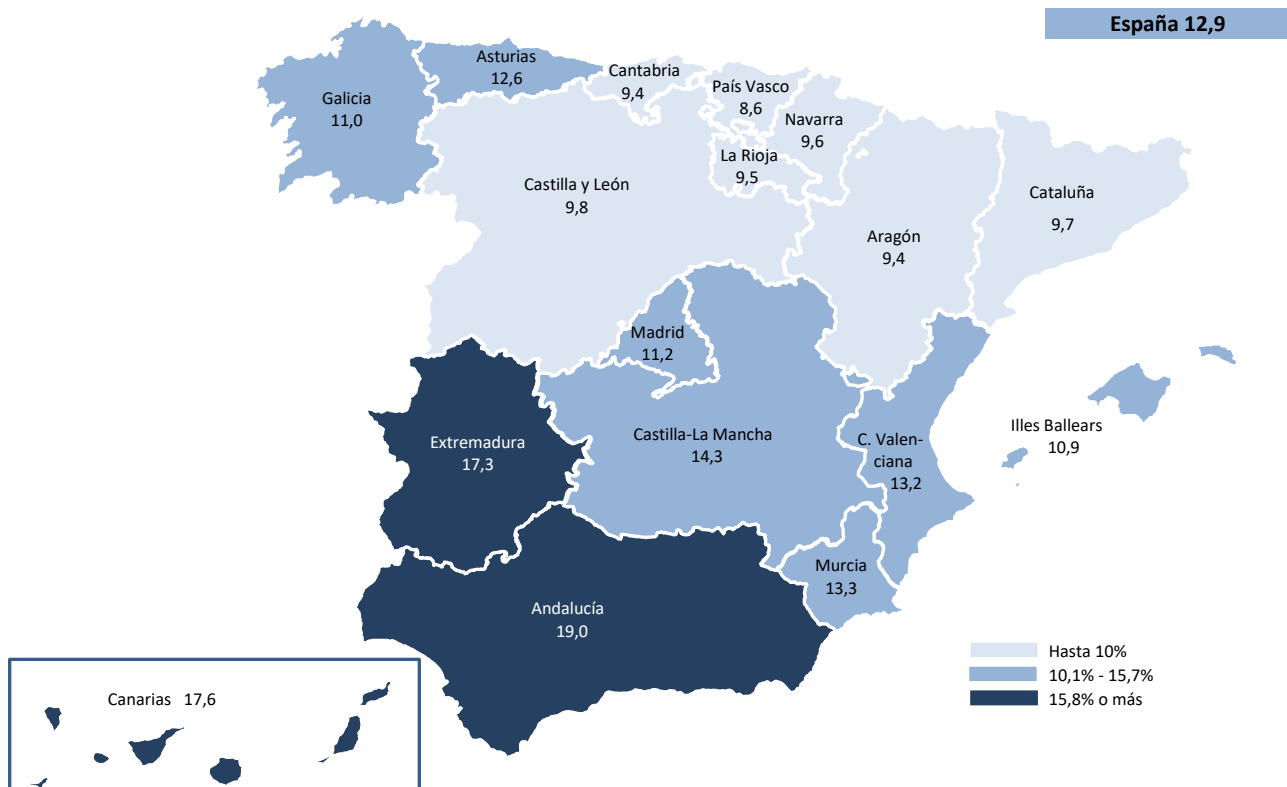 España 12,9
Asturias
12,6
Cantabria
9,4
País Vasco
8,6
Galicia
11,0
Navarra
9,6
La Rioja
9,5
Castilla y León
9,8
Cataluña
9,7
Aragón
9,4
Madrid
11,2
Extremadura
17,3
Castilla-La Mancha
14,3
C. Valen-
ciana
13,2
Illes Ballears
10,9
Murcia
13,3
Andalucía
19,0
Canarias 17,6
Hasta 10%
10,1% - 15,7%
15,8% o más